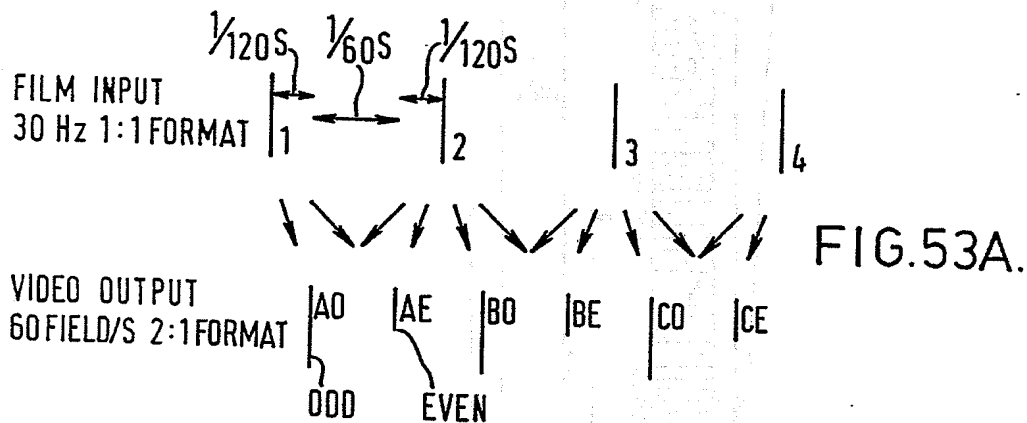 1/120S 1/60S 1/120S
FILM INPUT
30 Hz 1:1 FORMAT
1 2 3 4
FIG.53A.
VIDEO OUTPUT
60 FIELD/S 2:1 FORMAT
AO AE BO BE CO CE
ODD EVEN